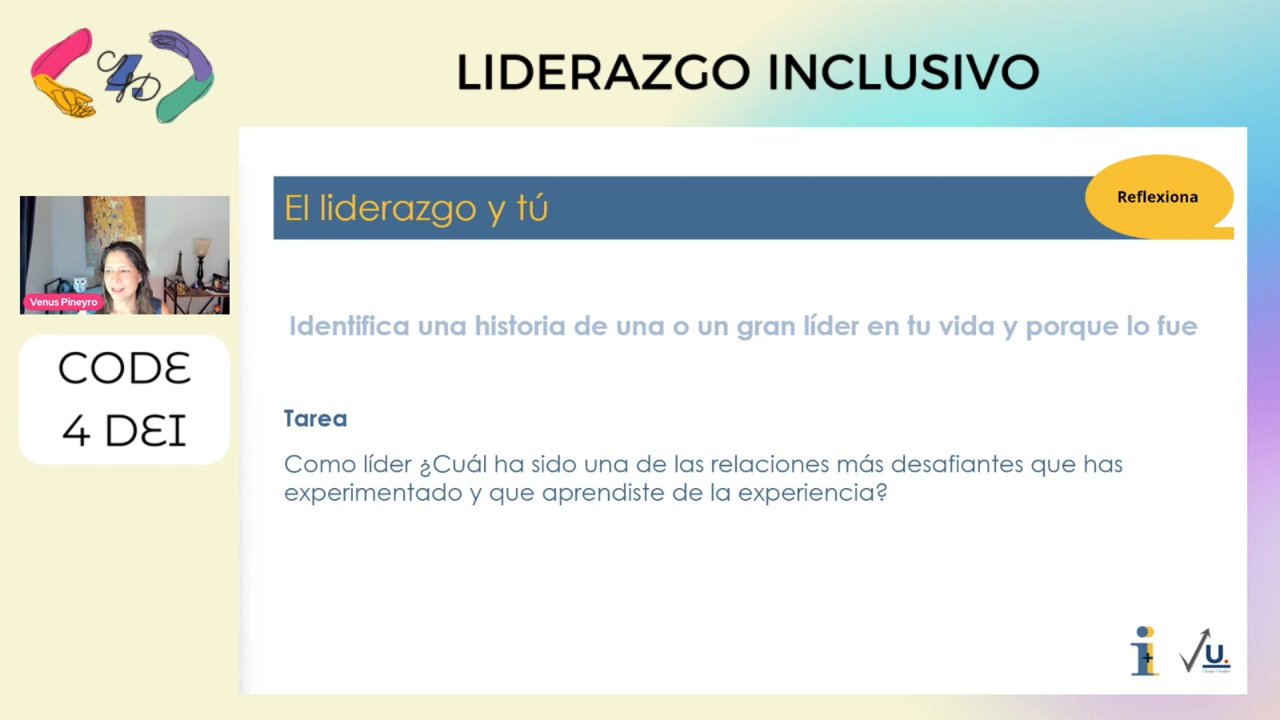 LIDERAZGO INCLUSIVO
El liderazgo y tú
Reflexiona
Venus Pineyro
CODE
4 DEI
Identifica una historia de una o un gran líder en tu vida y porque lo fue
Tarea
Como líder ¿Cuál ha sido una de las relaciones más desafiantes que has
experimentado y que aprendiste de la experiencia?
U.